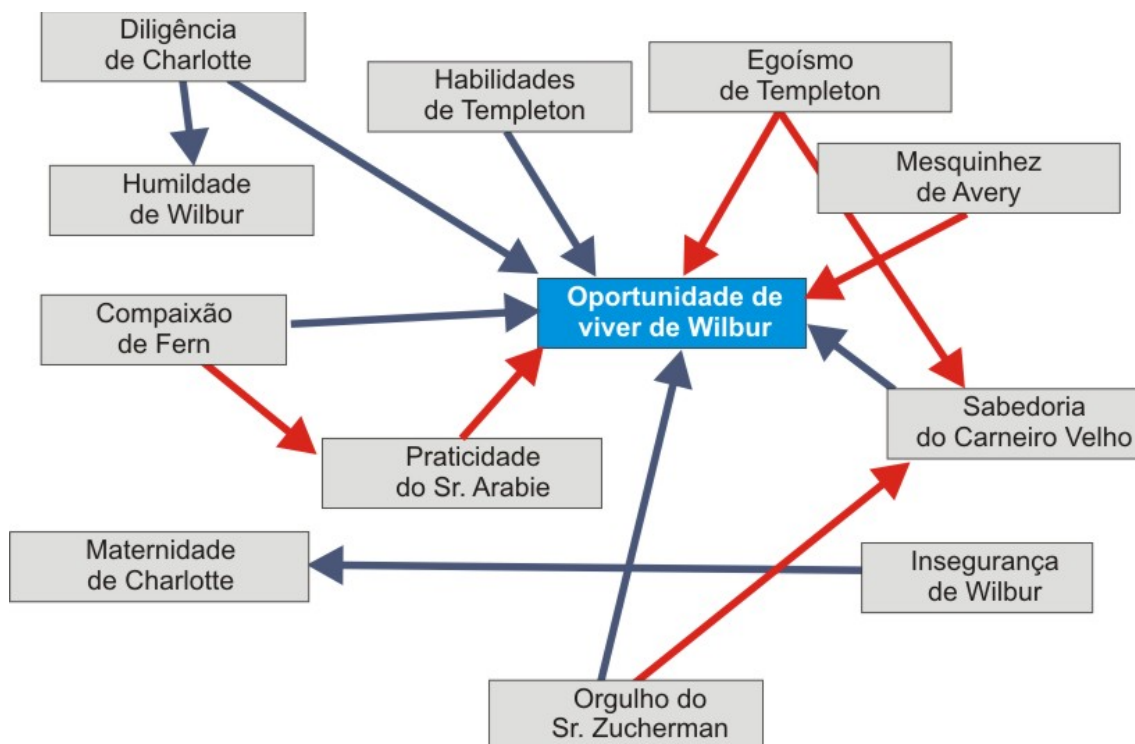 Diligência
de Charlotte
Habilidades
de Templeton
Egoísmo
de Templeton
Mesquinhez
de Avery
Humildade
de Wilbur
Oportunidade de
viver de Wilbur
Compaixão
de Fern
Sabedoria
do Carneiro Velho
Praticidade
do Sr. Arabie
Maternidade
de Charlotte
Insegurança
de Wilbur
Orgulho do
Sr. Zucherman